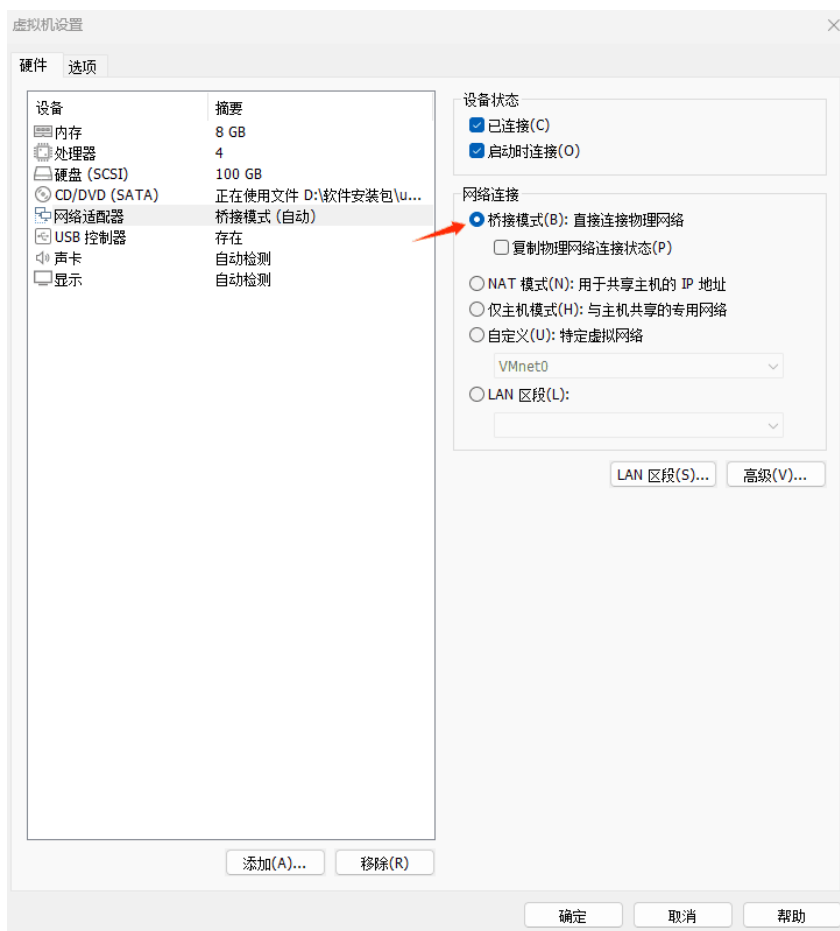 虚拟机设置
硬件 选项
设备 摘要
内存 8 GB
处理器 4
硬盘 (SCSI) 100 GB
CD/DVD (SATA) 正在使用文件 D:\软件安装包\u...
网络适配器 桥接模式 (自动)
USB 控制器 存在
声卡 自动检测
显示 自动检测
设备状态
已连接(C)
启动时连接(O)
网络连接
桥接模式(B): 直接连接物理网络
复制物理网络连接状态(P)
NAT 模式(N): 用于共享主机的 IP 地址
仅主机模式(H): 与主机共享的专用网络
自定义(U): 特定虚拟网络
VMnet0
LAN 区段(L):
LAN 区段(S)... 高级(V)...
添加(A)... 移除(R)
确定 取消 帮助